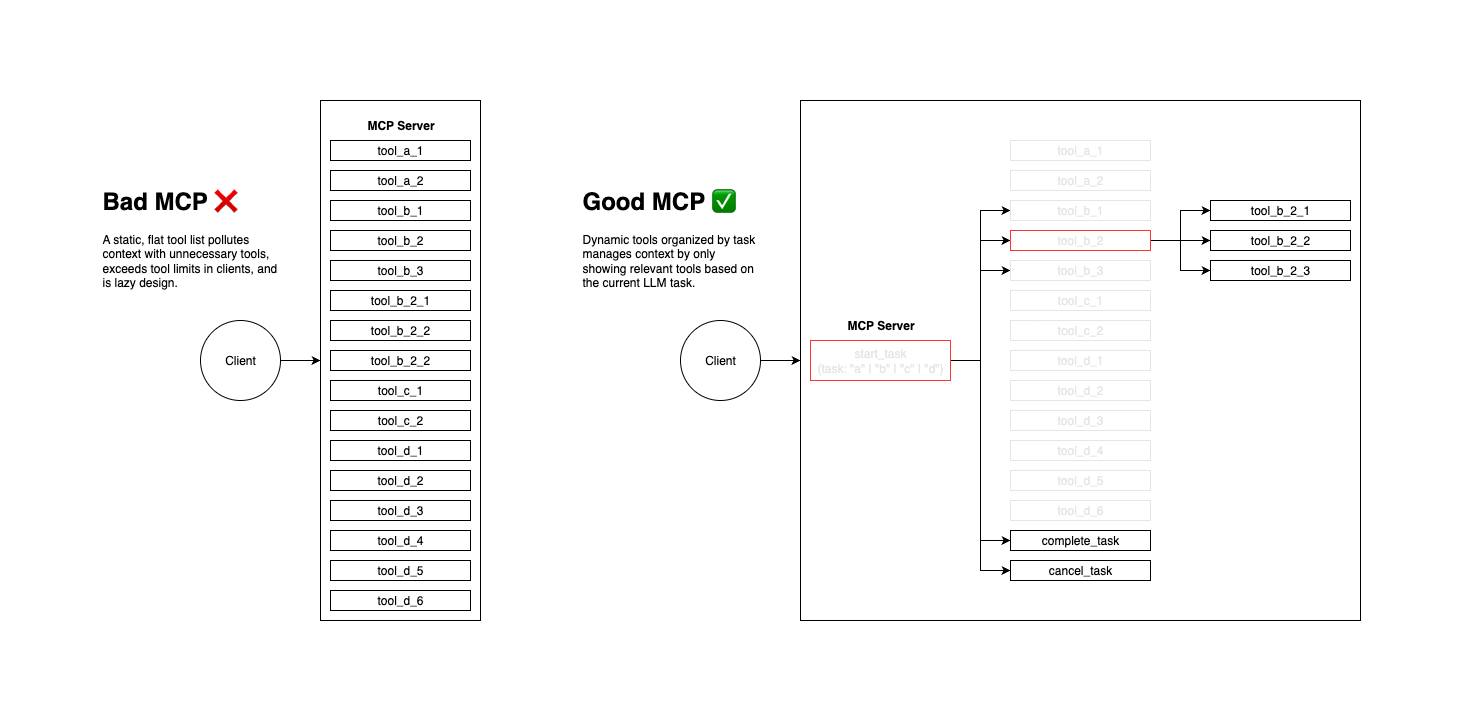 Bad MCP ❌
A static, flat tool list pollutes
context with unnecessary tools,
exceeds tool limits in clients, and
is lazy design.
Client
MCP Server
tool_a_1
tool_a_2
tool_b_1
tool_b_2
tool_b_3
tool_b_2_1
tool_b_2_2
tool_b_2_2
tool_c_1
tool_c_2
tool_d_1
tool_d_2
tool_d_3
tool_d_4
tool_d_5
tool_d_6
Good MCP ✅
Dynamic tools organized by task
manages context by only
showing relevant tools based on
the current LLM task.
Client
MCP Server
start_task
(task: "a" | "b" | "c" | "d")
tool_a_1
tool_a_2
tool_b_1
tool_b_2
tool_b_3
tool_c_1
tool_c_2
tool_d_1
tool_d_2
tool_d_3
tool_d_4
tool_d_5
tool_d_6
complete_task
cancel_task
tool_b_2_1
tool_b_2_2
tool_b_2_3